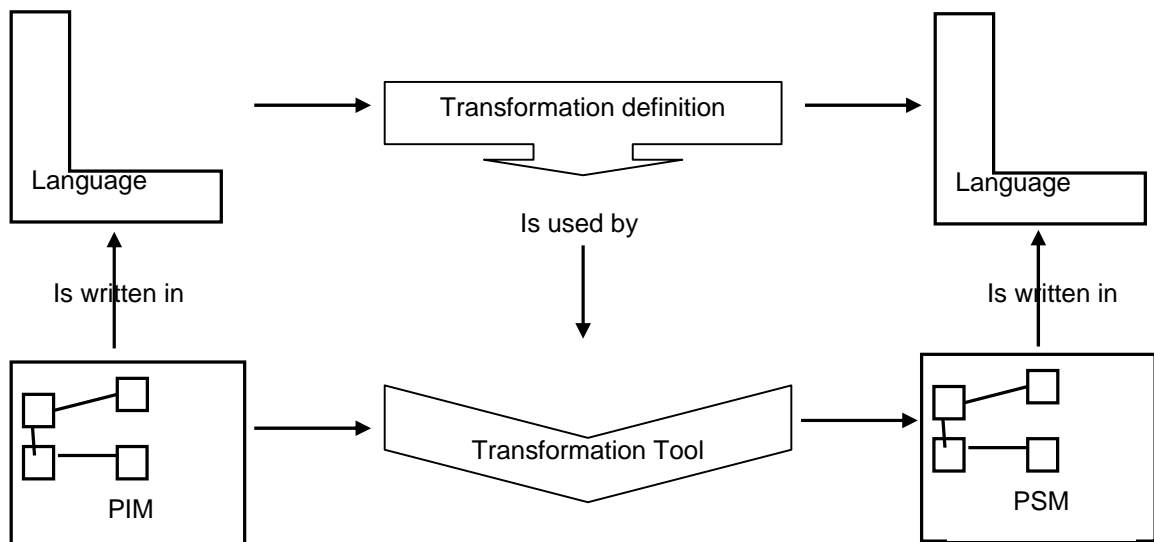 Transformation definition
Language
Language
Is used by
Is written in
Is written in
Transformation Tool
PIM
PSM